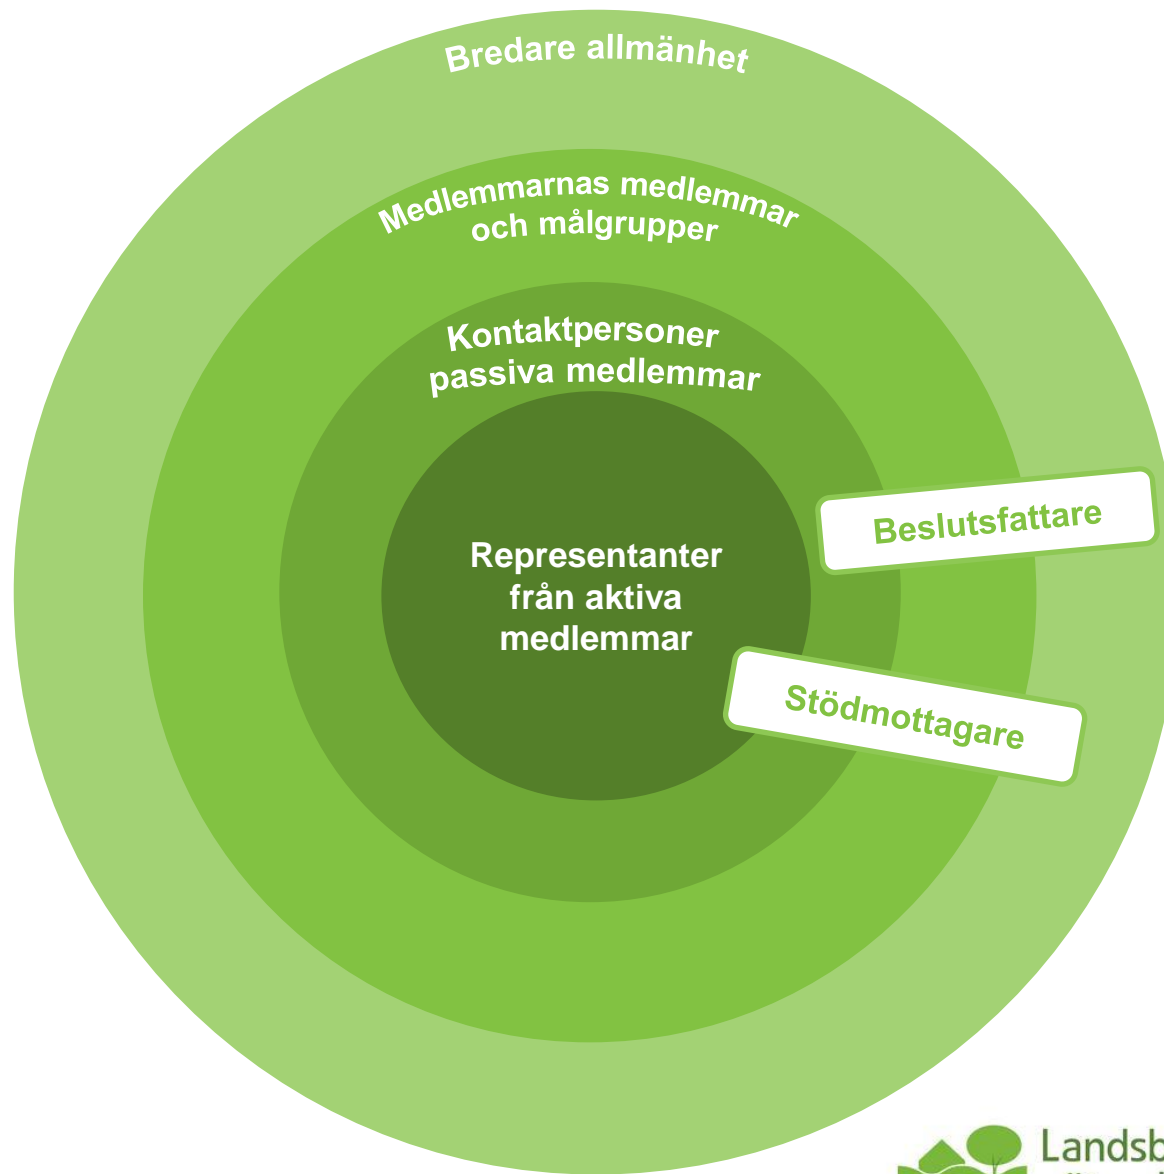 Bredare allmänhet
Medlemmarnas medlemmar
och målgrupper
Kontaktpersoner
passiva medlemmar
Representanter
från aktiva
medlemmar
Beslutsfattare
Stödmottagare